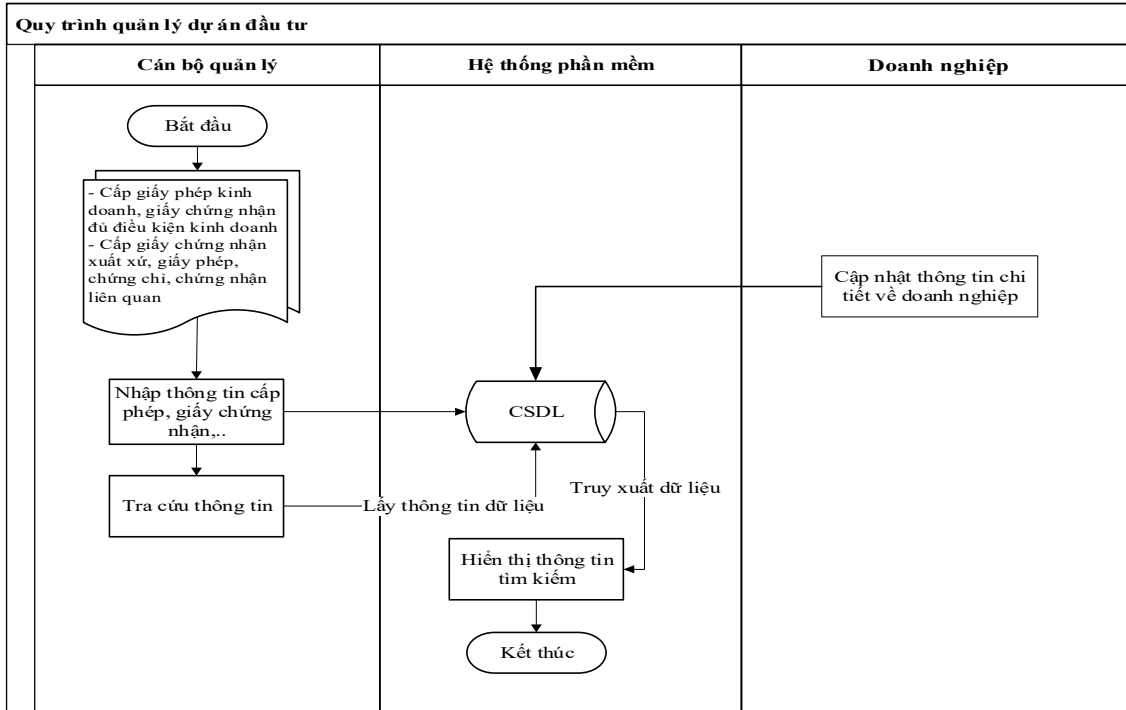 Quy trình quản lý dự án đầu tư
Cán bộ quản lý
Hệ thống phần mềm
Doanh nghiệp
Bắt đầu
- Cấp giấy phép kinh
doanh, giấy chứng nhận
đủ điều kiện kinh doanh
- Cấp giấy chứng nhận
xuất xứ, giấy phép,
chứng chỉ, chứng nhận
liên quan
Cập nhật thông tin chi
tiết về doanh nghiệp
Nhập thông tin cấp
phép, giấy chứng
nhận,..
CSDL
Tra cứu thông tin
Lấy thông tin dữ liệu
Truy xuất dữ liệu
Hiển thị thông tin
tìm kiếm
Kết thúc